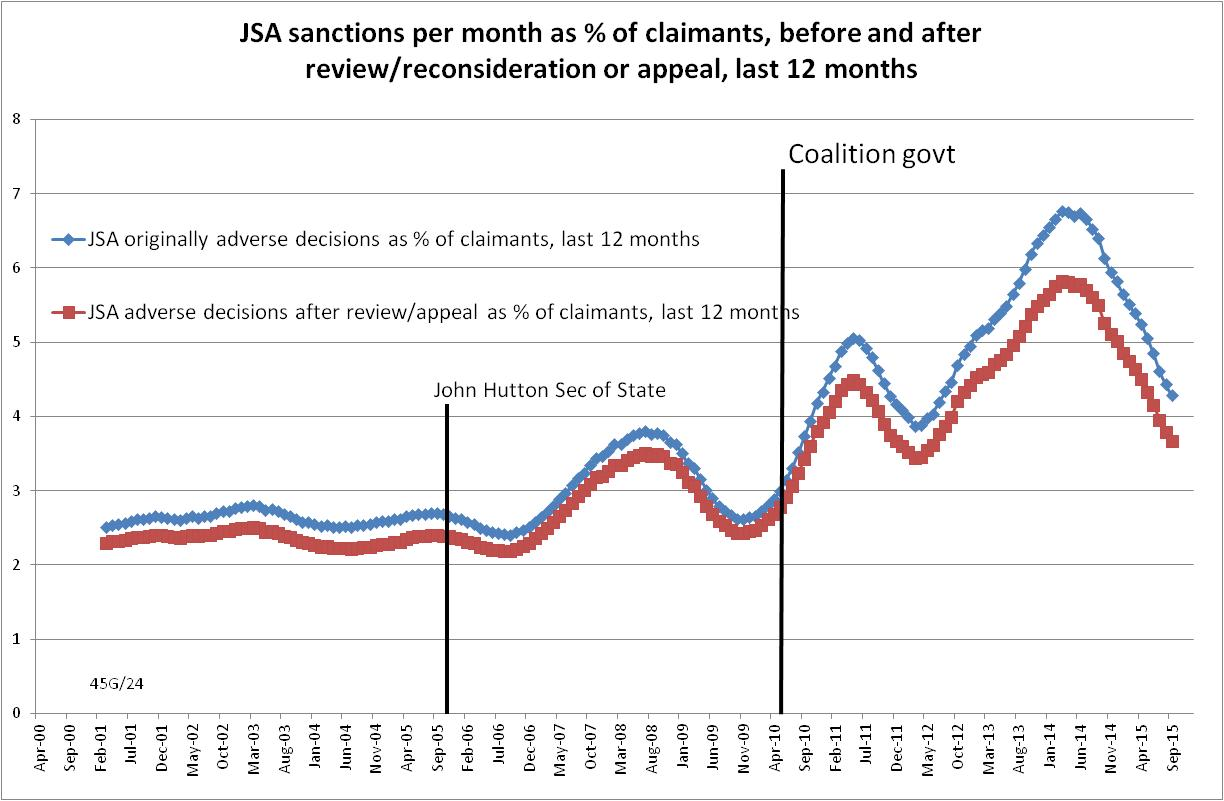 JSA sanctions per month as % of claimants, before and after
review/reconsideration or appeal, last 12 months
8
7
6
5
4
3
2
1
0
Coalition govt
JSA originally adverse decisions as % of claimants, last 12 months
JSA adverse decisions after review/appeal as % of claimants, last 12 months
John Hutton Sec of State
45G/24
Apr-00
Sep-00
Feb-01
Jul-01
Dec-01
May-02
Oct-02
Mar-03
Aug-03
Jan-04
Jun-04
Nov-04
Apr-05
Sep-05
Feb-06
Jul-06
Dec-06
May-07
Oct-07
Mar-08
Aug-08
Jan-09
Jun-09
Nov-09
Apr-10
Sep-10
Feb-11
Jul-11
Dec-11
May-12
Oct-12
Mar-13
Aug-13
Jan-14
Jun-14
Nov-14
Apr-15
Sep-15